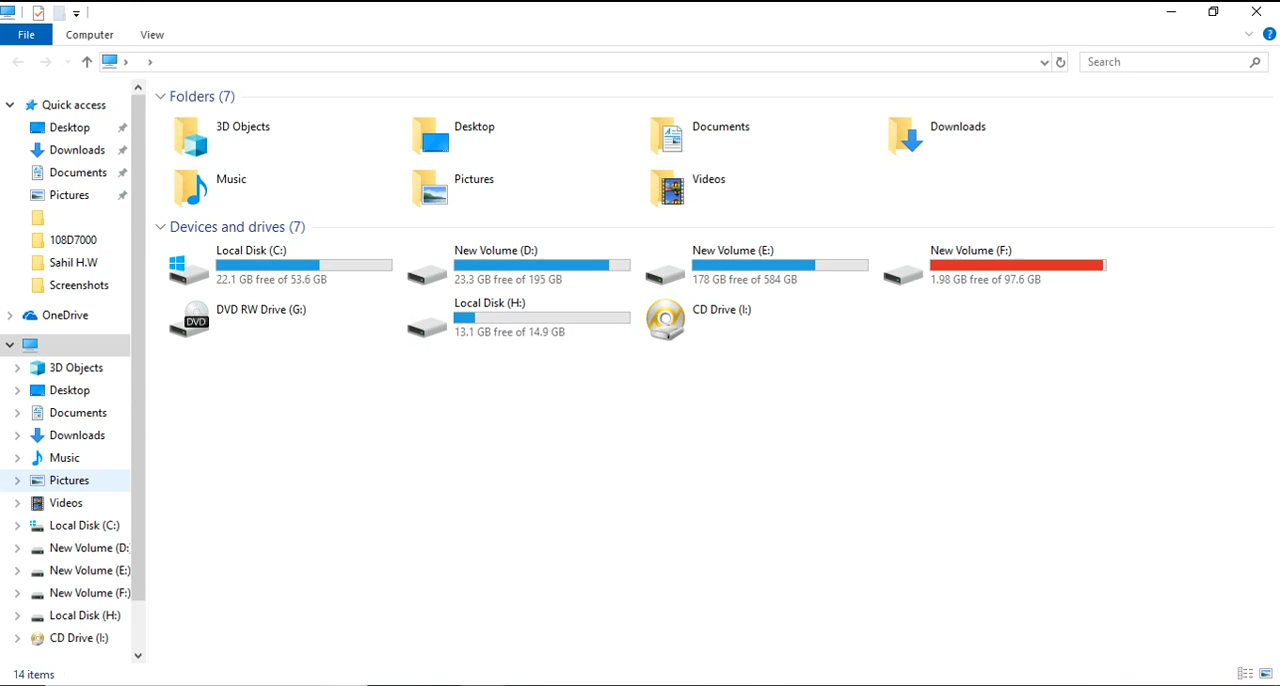 File Computer View
Search
Quick access
Desktop
Downloads
Documents
Pictures
108D7000
Sahil H.W
Screenshots
OneDrive
3D Objects
Desktop
Documents
Downloads
Music
Pictures
Videos
Local Disk (C:)
New Volume (D:
New Volume (E:)
New Volume (F:)
Local Disk (H:)
CD Drive (I:)
Folders (7)
3D Objects
Desktop
Documents
Downloads
Music
Pictures
Videos
Devices and drives (7)
Local Disk (C:)
22.1 GB free of 53.6 GB
New Volume (D:)
23.3 GB free of 195 GB
New Volume (E:)
178 GB free of 584 GB
New Volume (F:)
1.98 GB free of 97.6 GB
DVD RW Drive (G:)
DVD
Local Disk (H:)
13.1 GB free of 14.9 GB
CD Drive (I:)
14 items